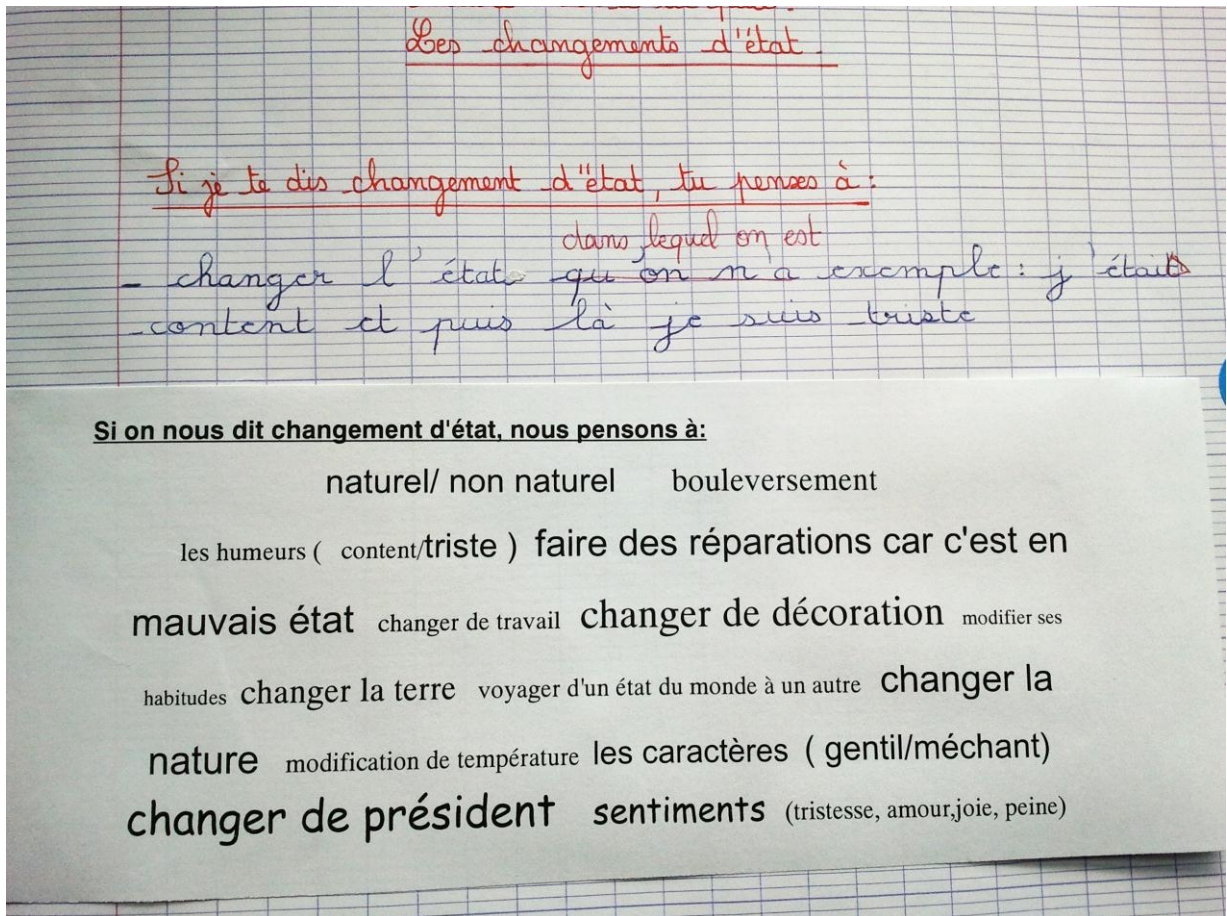 Les changements d'état
Si je te dis changement d'état, tu penses à:
dans lequel on est
- changer l'état qu'on n'a exemple: j'étais
content et puis là je suis triste
Si on nous dit changement d'état, nous pensons à:
naturel/ non naturel bouleversement
les humeurs ( content/triste ) faire des réparations car c'est en
mauvais état changer de travail changer de décoration modifier ses
habitudes changer la terre voyager d'un état du monde à un autre changer la
nature modification de température les caractères ( gentil/méchant)
changer de président sentiments (tristesse, amour,joie, peine)